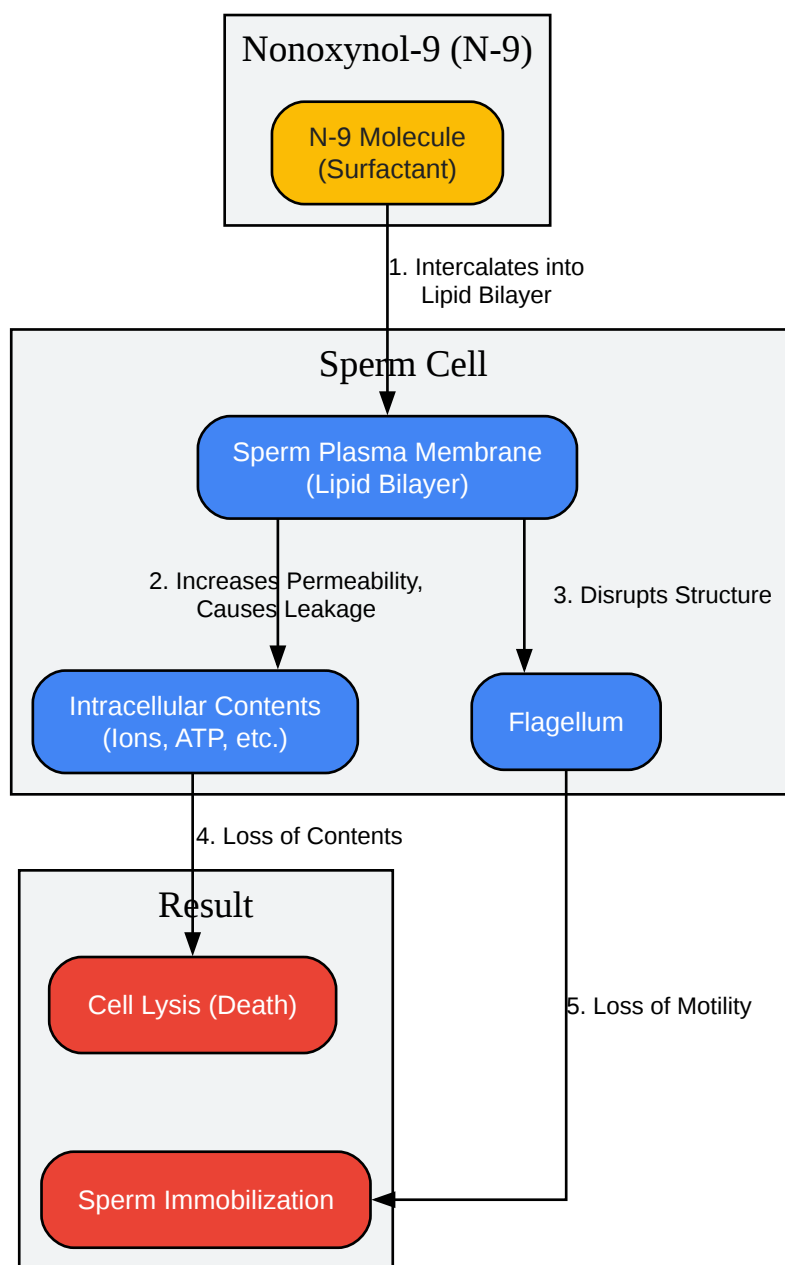 Nonoxynol-9 (N-9)
N-9 Molecule
(Surfactant)
1. Intercalates into
Lipid Bilayer
Sperm Cell
Sperm Plasma Membrane
(Lipid Bilayer)
2. Increases Permeability,
Causes Leakage
3. Disrupts Structure
Intracellular Contents
(Ions, ATP, etc.)
Flagellum
4. Loss of Contents
Result
Cell Lysis (Death)
5. Loss of Motility
Sperm Immobilization